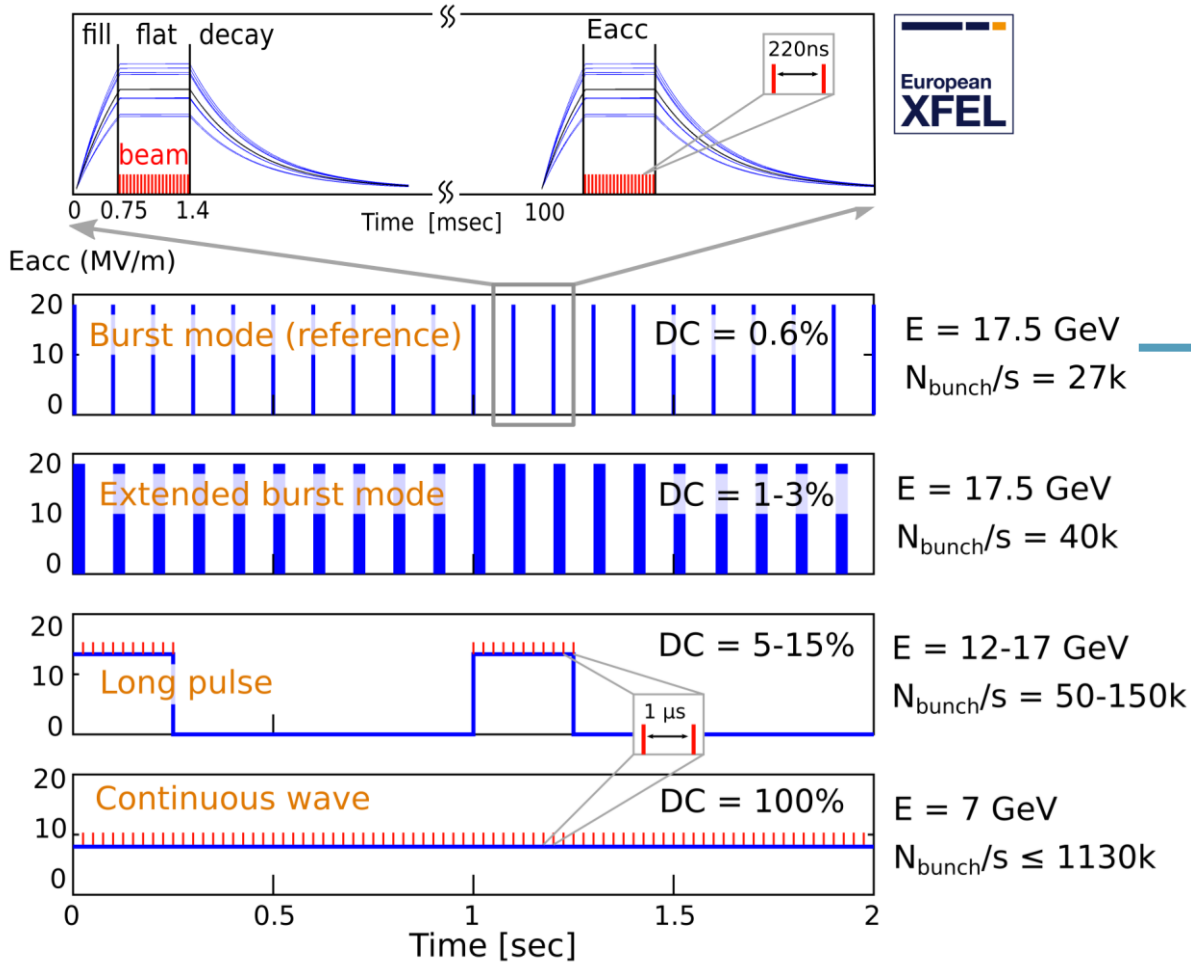 fill flat decay
Eacc
220ns
European
XFEL
beam
0 0.75 1.4
Time [msec]
100
Eacc (MV/m)
20
10
0
Burst mode (reference)
DC = 0.6%
E = 17.5 GeV
N_bunch/s = 27k
20
10
0
Extended burst mode
DC = 1-3%
E = 17.5 GeV
N_bunch/s = 40k
20
10
0
Long pulse
DC = 5-15%
1 µs
E = 12-17 GeV
N_bunch/s = 50-150k
20
10
0
Continuous wave
DC = 100%
E = 7 GeV
N_bunch/s ≤ 1130k
0 0.5 1 1.5 2
Time [sec]